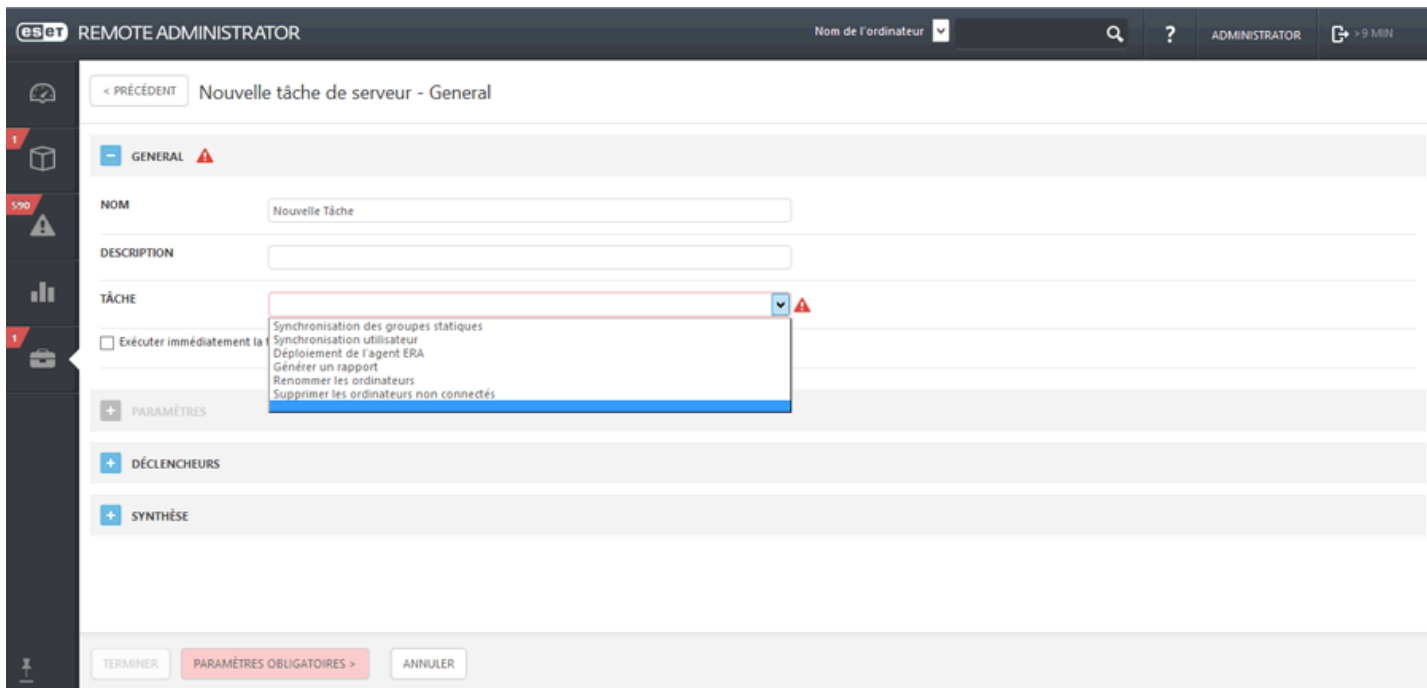 eset REMOTE ADMINISTRATOR
Nom de l'ordinateur
?
ADMINISTRATOR
>9 MIN
< PRÉCÉDENT
Nouvelle tâche de serveur - General
1
GENERAL
590
NOM
Nouvelle Tâche
DESCRIPTION
TÂCHE
Synchronisation des groupes statiques
1
Exécuter immédiatement la
Synchronisation utilisateur
Déploiement de l'agent ERA
Générer un rapport
Renommer les ordinateurs
Supprimer les ordinateurs non connectés
PARAMÈTRES
DÉCLENCHEURS
SYNTHÈSE
TERMINER
PARAMÈTRES OBLIGATOIRES >
ANNULER